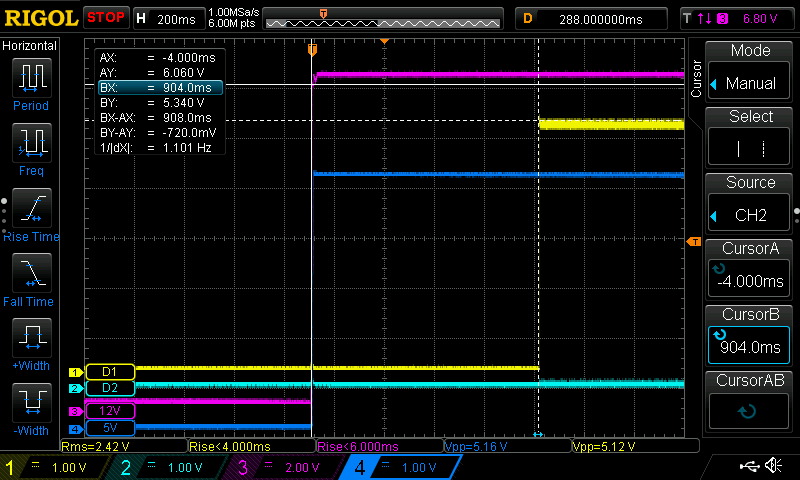 RIGOL STOP H 200ms 1.00MSa/s 6.00M pts T D 288.000000ms T 3 6.80 V
Horizontal
Period
Freq
Rise Time
Fall Time
+Width
-Width
T
AX: = -4.000ms
AY: = 6.060 V
BX: = 904.0ms
BY: = 5.340 V
BX-AX: = 908.0ms
BY-AY: = -720.0mV
1/|dX|: = 1.101 Hz
T
1 D1
2 D2
3 12V
4 5V
Cursor
Mode
Manual
Select
Source
CH2
CursorA
-4.000ms
CursorB
904.0ms
CursorAB
Rms=2.42 V Rise<4.000ms Rise<6.000ms Vpp=5.16 V Vpp=5.12 V
1 = 1.00 V 2 = 1.00 V 3 = 2.00 V 4 = 1.00 V